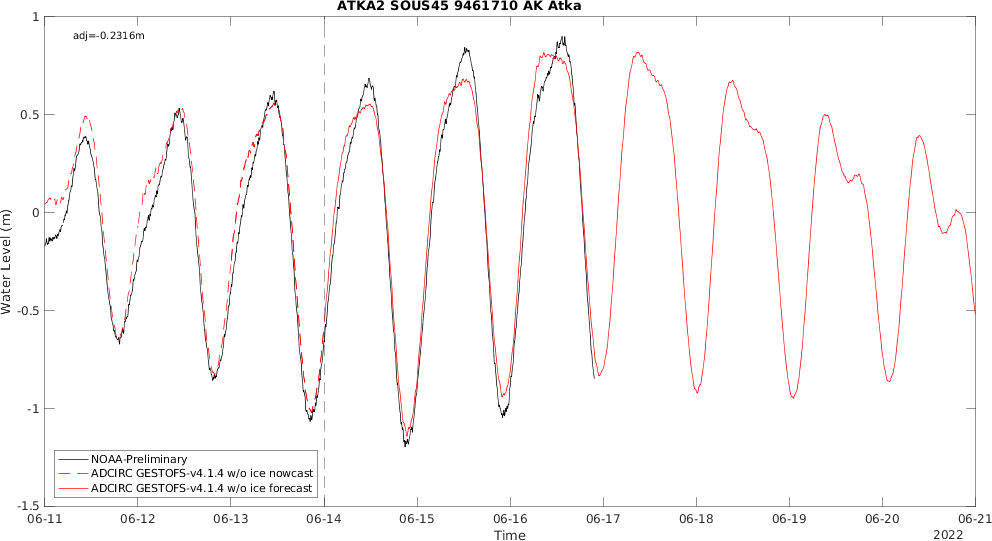 ATKA2 SOUS45 9461710 AK Atka
adj=-0.2316m
1
0.5
0
-0.5
-1
-1.5
Water Level (m)
NOAA-Preliminary
ADCIRC GESTOFS-v4.1.4 w/o ice nowcast
ADCIRC GESTOFS-v4.1.4 w/o ice forecast
06-11 06-12 06-13 06-14 06-15 06-16 06-17 06-18 06-19 06-20 06-21
Time
2022